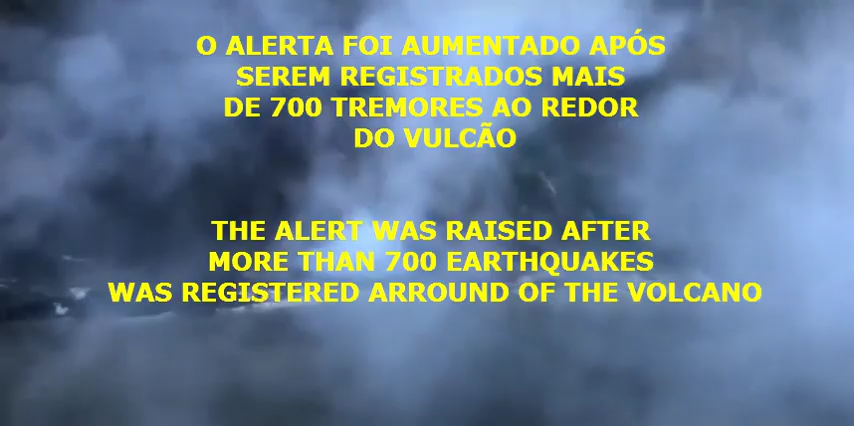 O ALERTA FOI AUMENTADO APÓS
SEREM REGISTRADOS MAIS
DE 700 TREMORES AO REDOR
DO VULCÃO
THE ALERT WAS RAISED AFTER
MORE THAN 700 EARTHQUAKES
WAS REGISTERED ARROUND OF THE VOLCANO